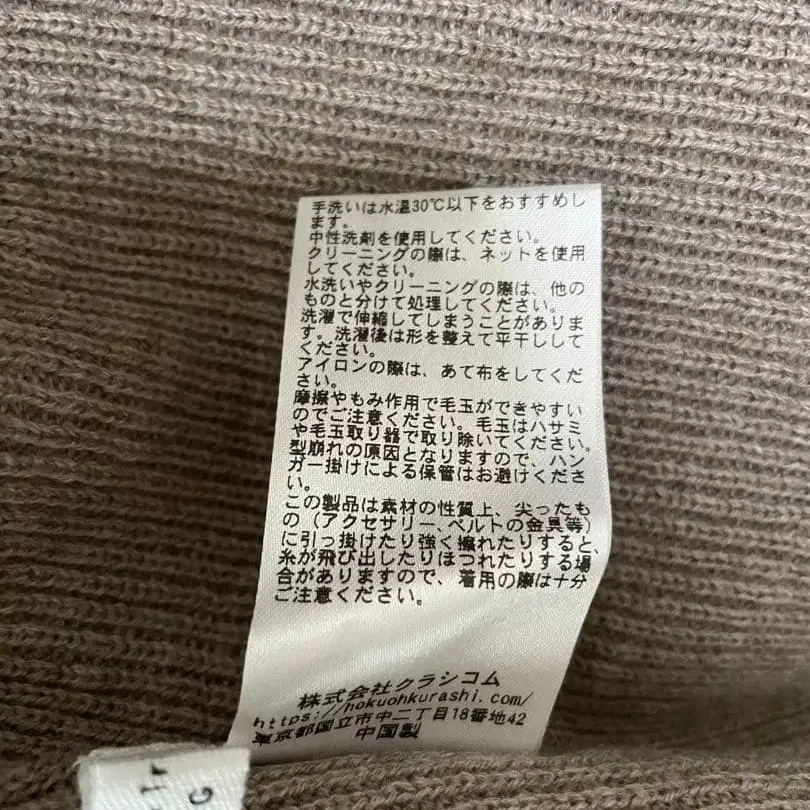 手洗いは水温30℃以下をおすすめし
ます。
中性洗剤を使用してください。
クリーニングの際は、ネットを使用
してください。
水洗いやクリーニングの際は、他の
ものと分けて処理してください。
洗濯で伸縮してしまうことがありま
す。洗濯後は形を整えて平干しして
ください。
アイロンの際は、あて布をしてくだ
さい。
摩擦やもみ作用で毛玉ができやすい
のでご注意ください。毛玉はハサミ
や毛玉取り器で取り除いてください。
型崩れの原因となりますので、ハン
ガー掛けによる保管はお避けくださ
い。
この製品は素材の性質上、尖ったも
の（アクセサリー、ベルトの金具等）
に引っ掛けたり強く擦れたりすると、
糸が飛び出したりほつれたりする場
合がありますので、着用の際は十分
ご注意ください。
株式会社クラシコム
https://hokuohkurashi.com/
東京都国立市中二丁目18番地42
中国製